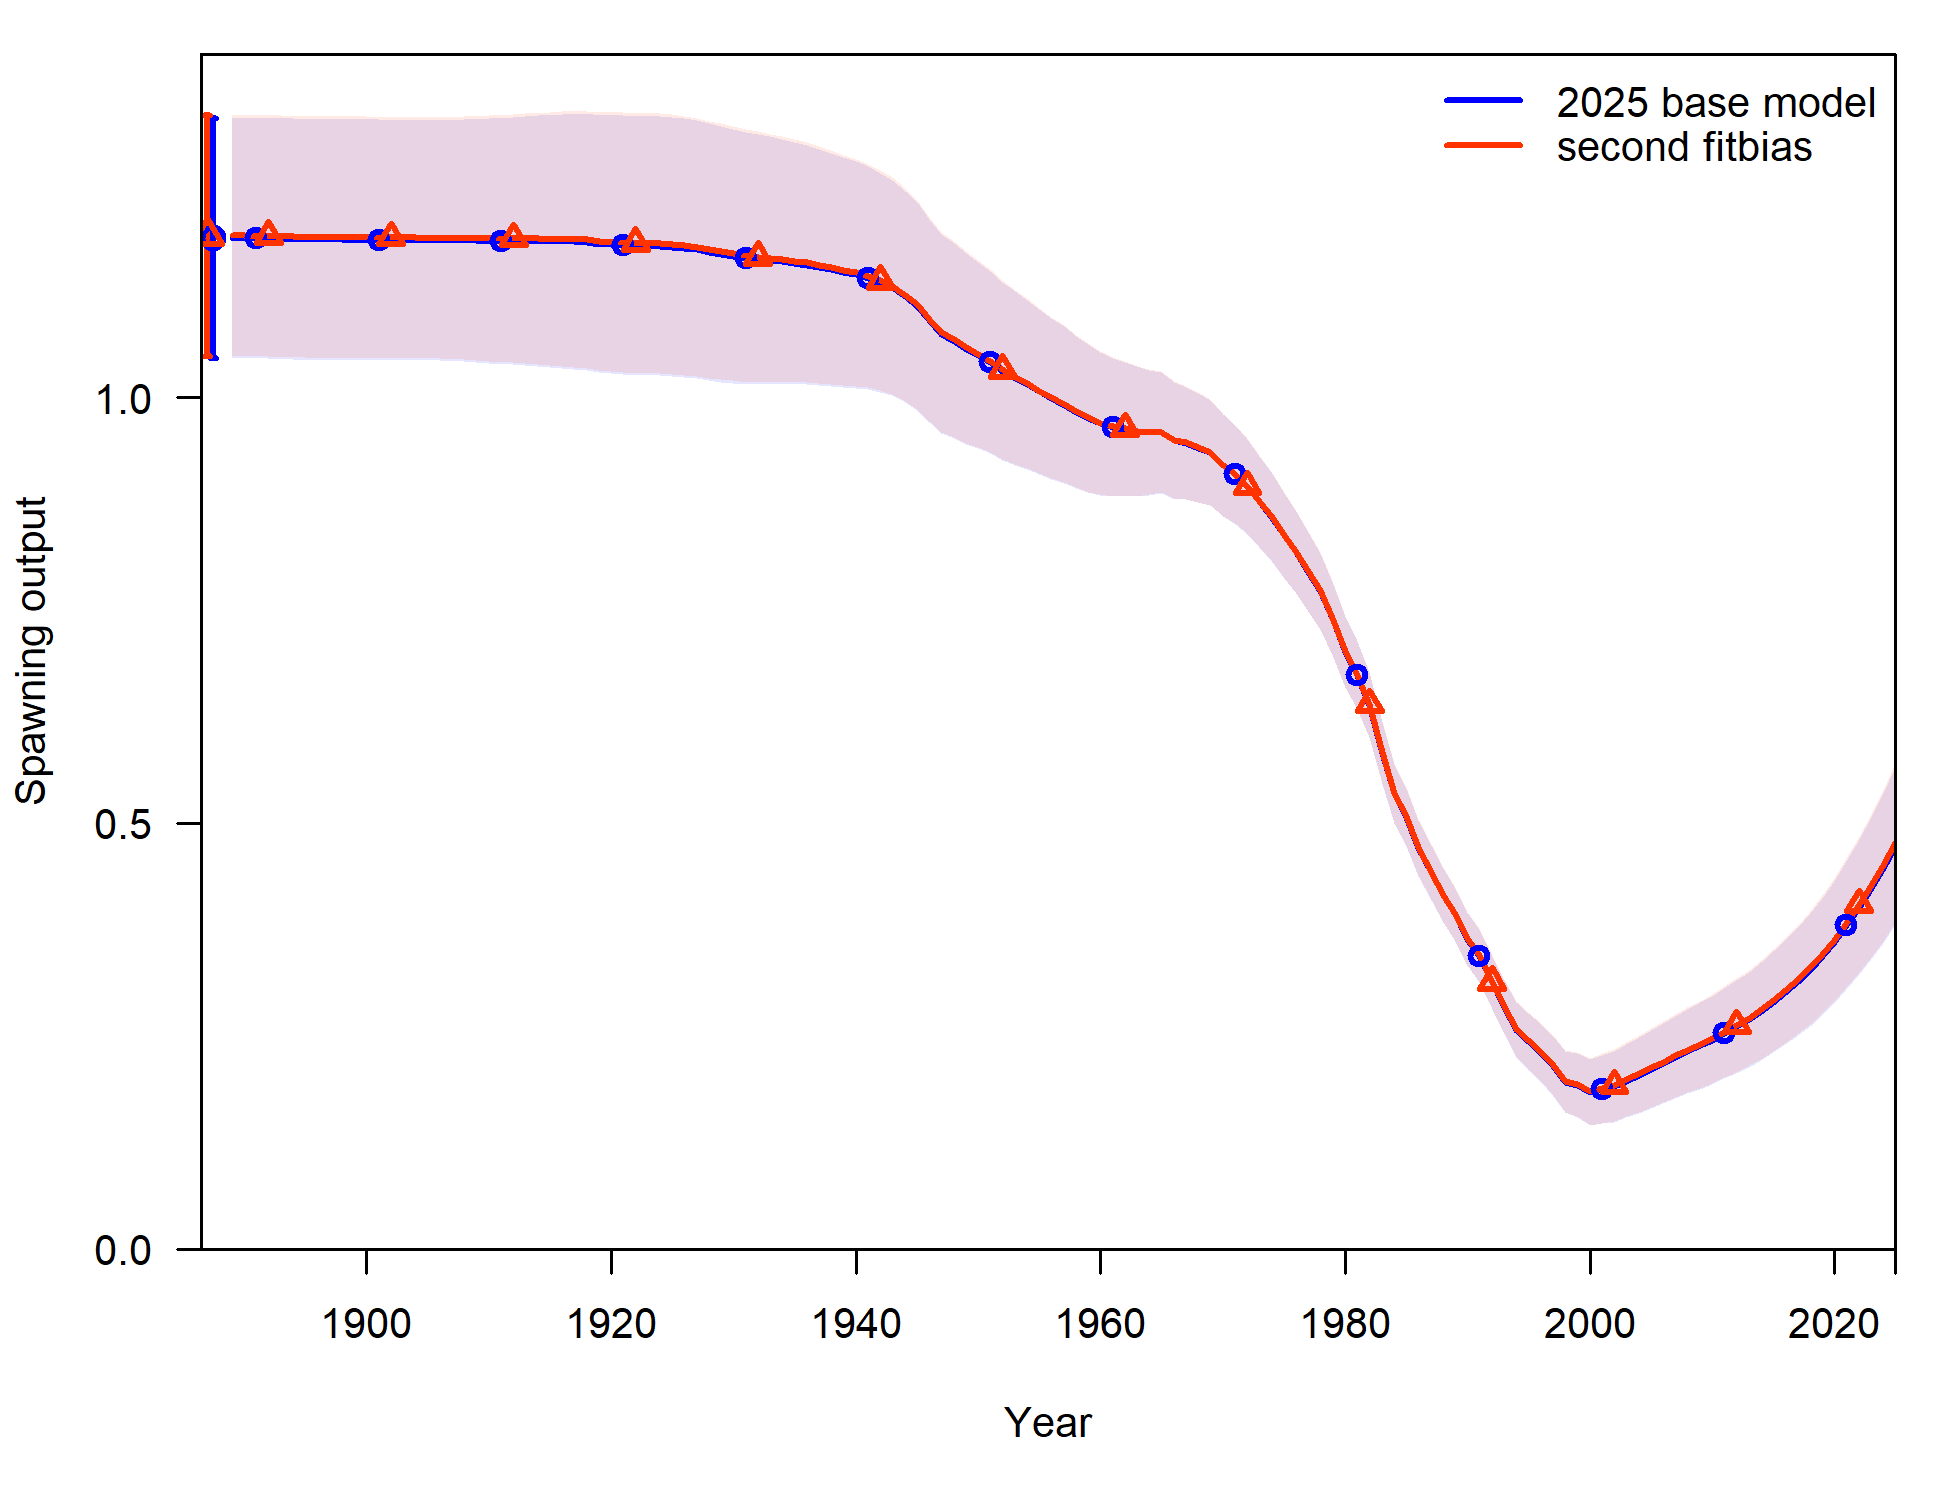 2025 base model
second fitbias
Spawning output
1.0
0.5
0.0
1900 1920 1940 1960 1980 2000 2020
Year